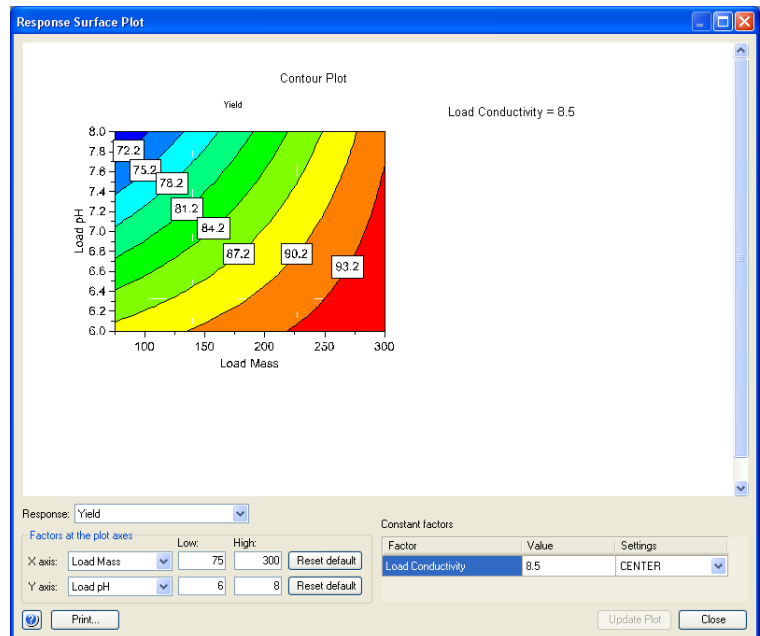 Response Surface Plot
Contour Plot
Yield
Load Conductivity = 8.5
8.0
7.8
7.6
7.4
7.2
7.0
6.8
6.6
6.4
6.2
6.0
Load pH
72.2
75.2
78.2
81.2
84.2
87.2
90.2
93.2
100 150 200 250 300
Load Mass
Response: Yield
Factors at the plot axes
Low: High:
X axis: Load Mass 75 300 Reset default
Y axis: Load pH 6 8 Reset default
Constant factors
Factor Value Settings
Load Conductivity 8.5 CENTER
? Print... Update Plot Close